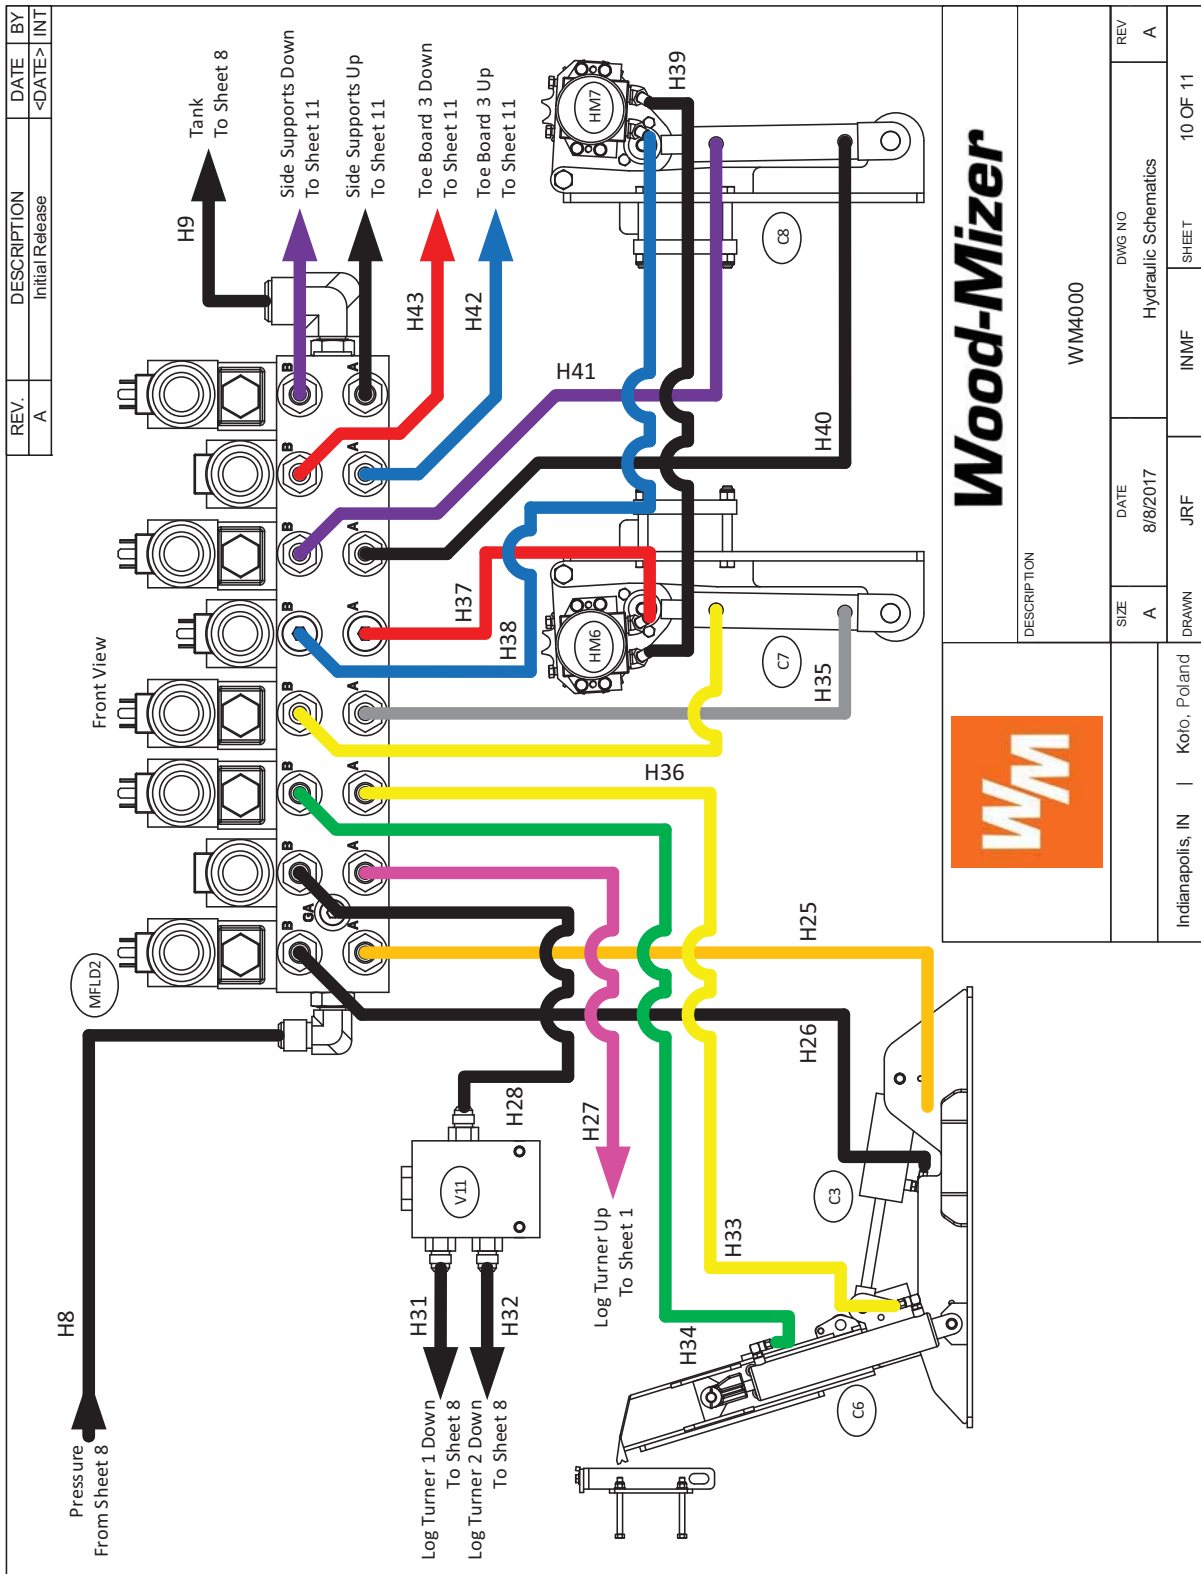 REV.
DESCRIPTION
DATE
BY
A
Initial Release
<DATE>
INT
Front View
Pressure
From Sheet 8
H8
MFLD2
Tank
To Sheet 8
H9
Side Supports Down
To Sheet 11
Side Supports Up
To Sheet 11
Toe Board 3 Down
To Sheet 11
Toe Board 3 Up
To Sheet 11
B
B
B
B
B
B
B
B
GA
A
A
A
A
A
A
A
A
H43
H42
H41
H40
H39
H38
H37
H36
H35
HM7
HM6
C8
C7
Log Turner 1 Down
To Sheet 8
Log Turner 2 Down
To Sheet 8
H31
H32
V11
H28
H27
Log Turner Up
To Sheet 1
H34
H33
H26
H25
C3
C6
WM
Wood-Mizer
DESCRIPTION
WM4000
SIZE
A
DATE
8/8/2017
DWG NO
Hydraulic Schematics
REV
A
Indianapolis, IN | Koło, Poland
DRAWN
JRF
INMF
SHEET
10 OF 11